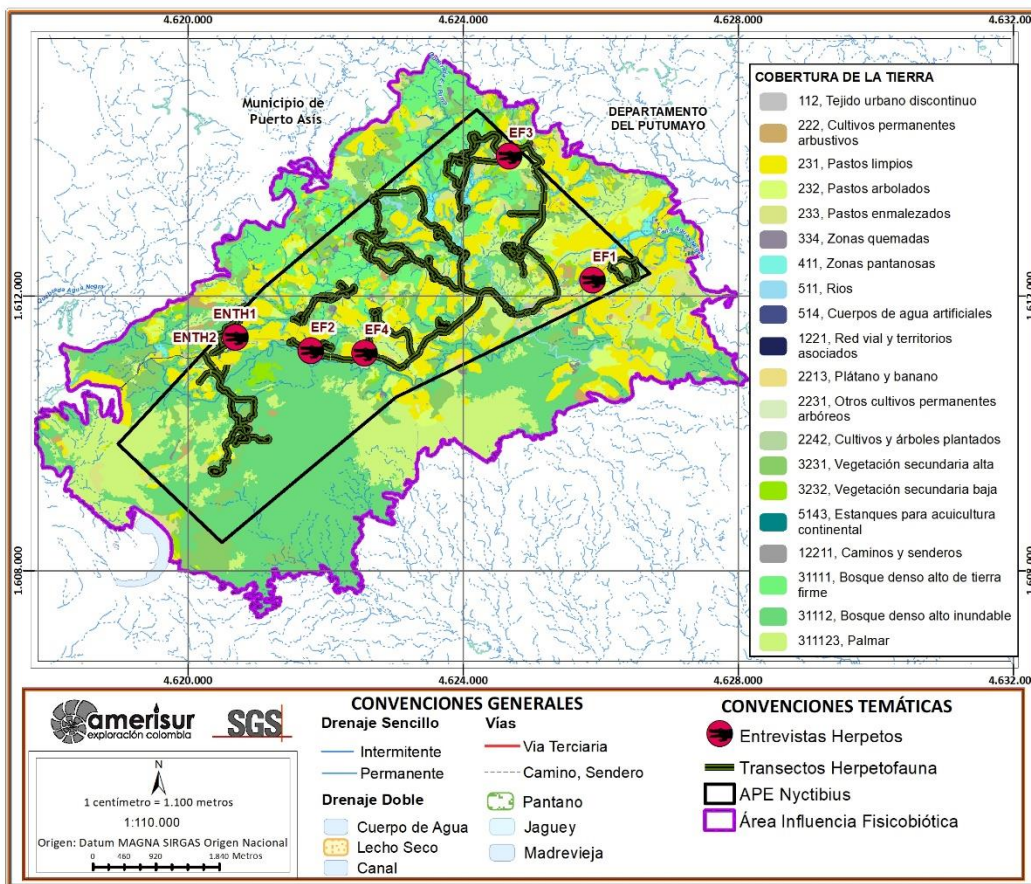 4.620.000
4.624.000
4.628.000
4.632.000
Municipio de
Puerto Asis
DEPARTAMENTO
DEL PUTUMAYO
EF3
EF1
1.612.000
1.612.000
ENTH1
ENTH2
EF2
EF4
1.608.000
1.608.000
4.620.000
4.624.000
4.628.000
4.632.000
COBERTURA DE LA TIERRA
112, Tejido urbano discontinuo
222, Cultivos permanentes
arbustivos
231, Pastos limpios
232, Pastos arbolados
233, Pastos enmalezados
334, Zonas quemadas
411, Zonas pantanosas
511, Rios
514, Cuerpos de agua artificiales
1221, Red vial y territorios
asociados
2213, Plátano y banano
2231, Otros cultivos permanentes
arbóreos
2242, Cultivos y árboles plantados
3231, Vegetación secundaria alta
3232, Vegetación secundaria baja
5143, Estanques para acuicultura
continental
12211, Caminos y senderos
31111, Bosque denso alto de tierra
firme
31112, Bosque denso alto inundable
311123, Palmar
amerisur
exploración colombia
SGS
N
1 centímetro = 1.100 metros
1:110.000
Origen: Datum MAGNA SIRGAS Origen Nacional
0 460 920 1.840 Metros
CONVENCIONES GENERALES
Drenaje Sencillo
Intermitente
Permanente
Drenaje Doble
Cuerpo de Agua
Lecho Seco
Canal
Vías
Via Terciaria
Camino, Sendero
Pantano
Jaguey
Madrevieja
CONVENCIONES TEMÁTICAS
Entrevistas Herpetos
Transectos Herpetofauna
APE Nyctibius
Área Influencia Fisicobiótica